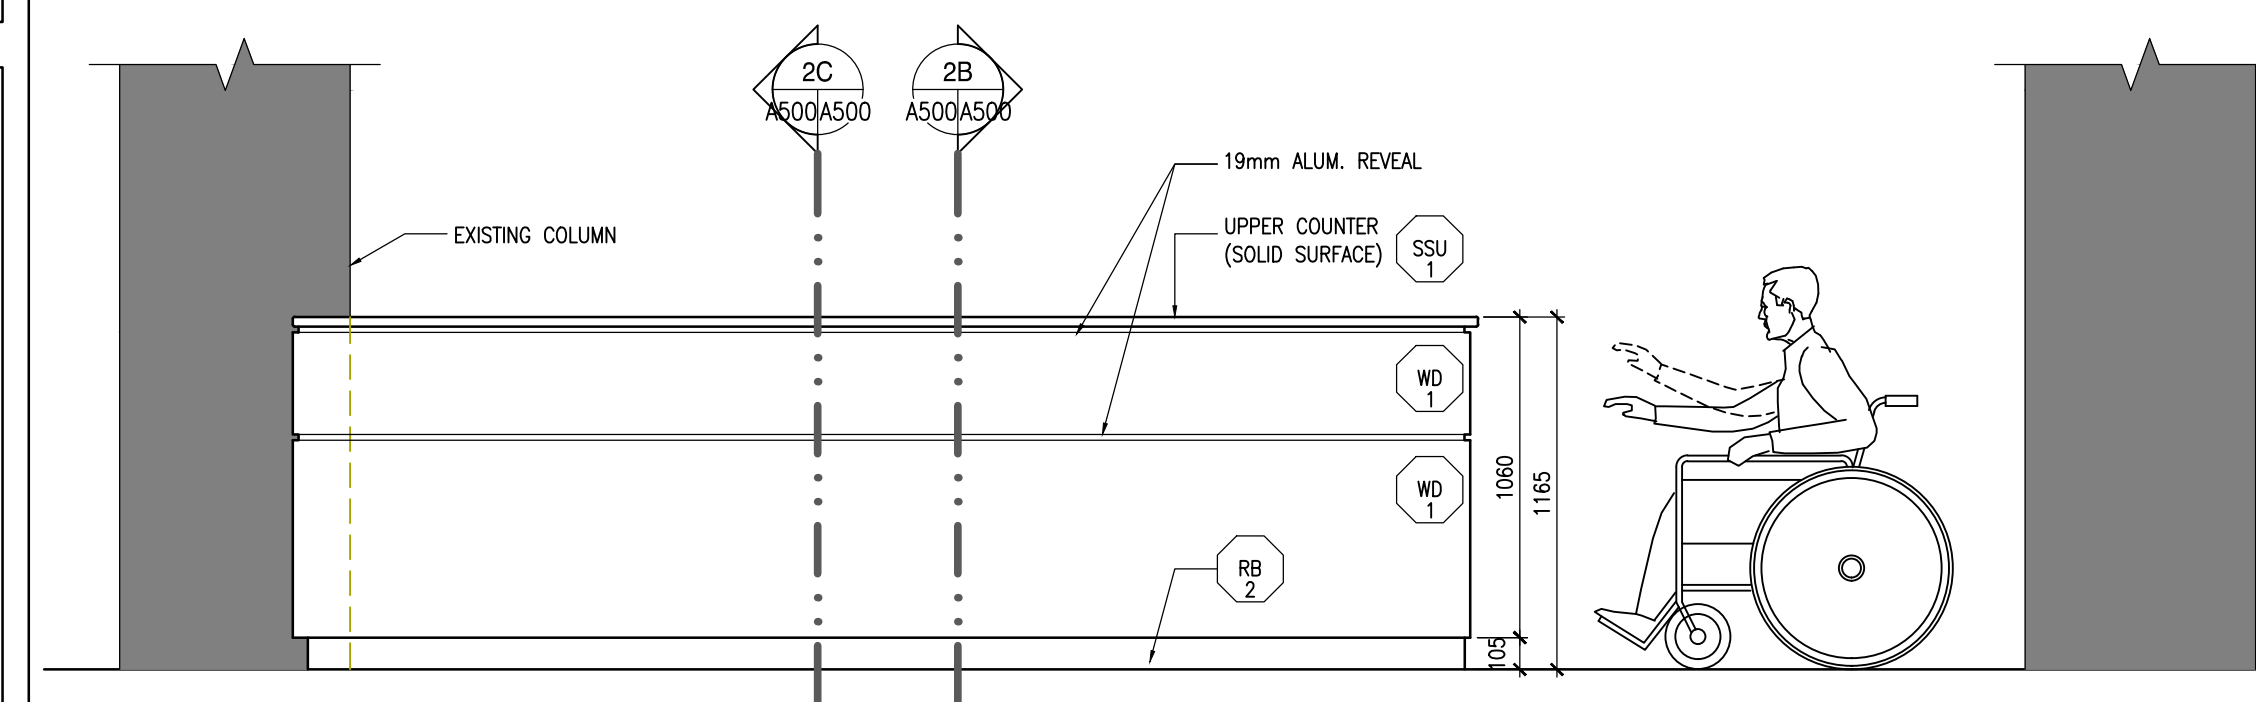 2C
A500 A500
2B
A500 A500
19mm ALUM. REVEAL
EXISTING COLUMN
UPPER COUNTER
(SOLID SURFACE)
SSU
1
WD
1
WD
1
RB
2
1060
1165
105